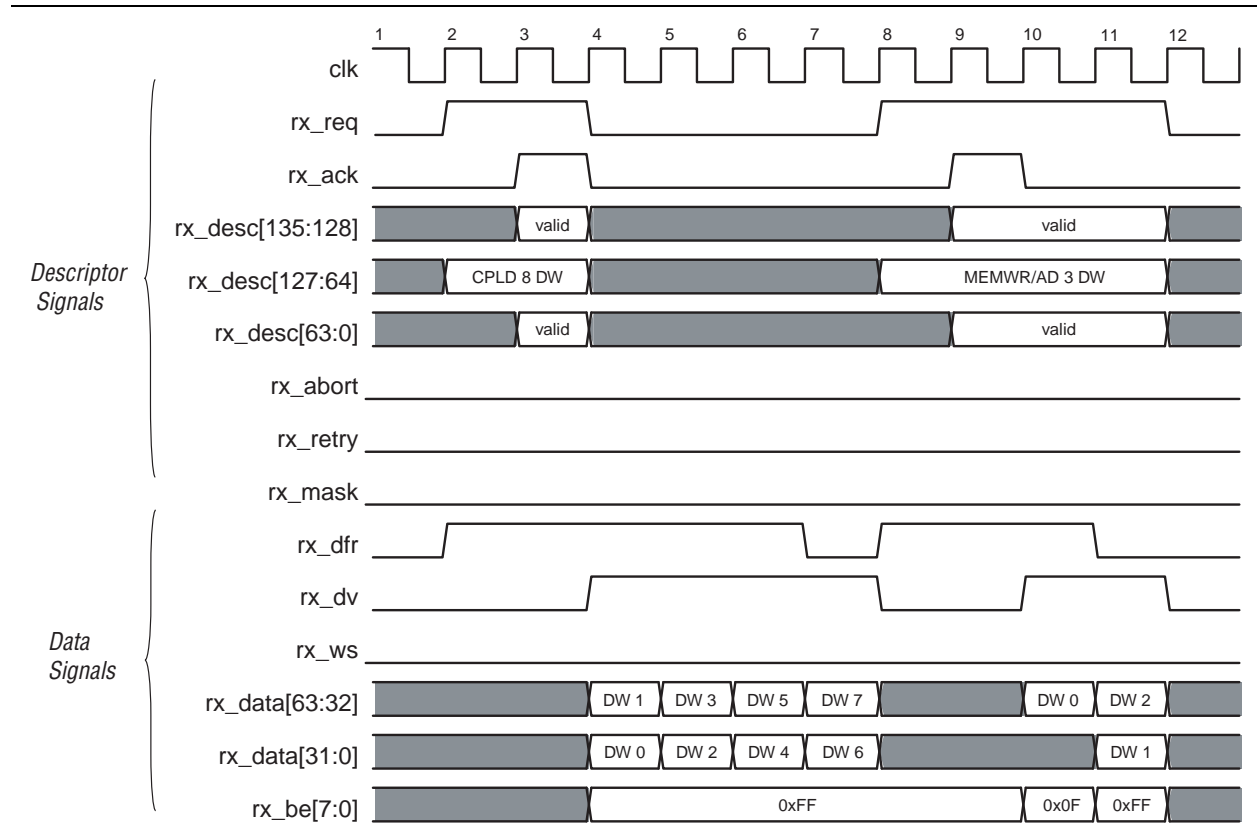 1 2 3 4 5 6 7 8 9 10 11 12
clk
rx_req
rx_ack
rx_desc[135:128] valid valid
Descriptor
Signals
rx_desc[127:64] CPLD 8 DW MEMWR/AD 3 DW
rx_desc[63:0] valid valid
rx_abort
rx_retry
rx_mask
rx_dfr
rx_dv
Data
Signals
rx_ws
rx_data[63:32] DW 1 DW 3 DW 5 DW 7 DW 0 DW 2
rx_data[31:0] DW 0 DW 2 DW 4 DW 6 DW 1
rx_be[7:0] 0xFF 0x0F 0xFF